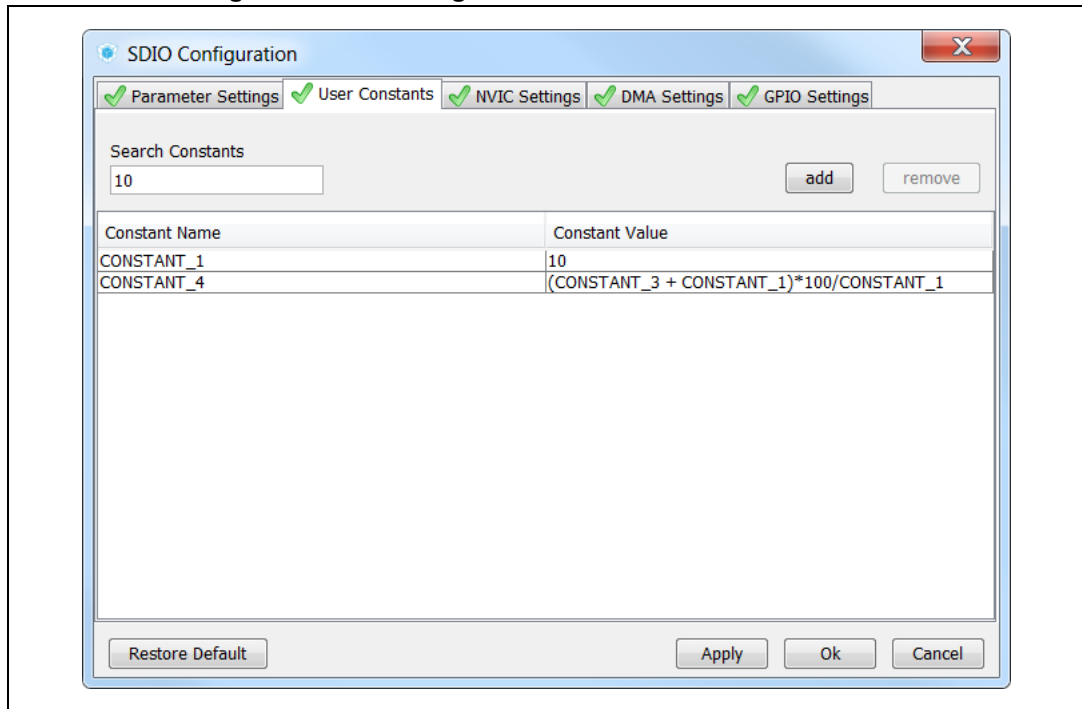 SDIO Configuration
Parameter Settings User Constants NVIC Settings DMA Settings GPIO Settings
Search Constants
10 add remove
Constant Name Constant Value
CONSTANT_1 10
CONSTANT_4 (CONSTANT_3 + CONSTANT_1)*100/CONSTANT_1
Restore Default Apply Ok Cancel